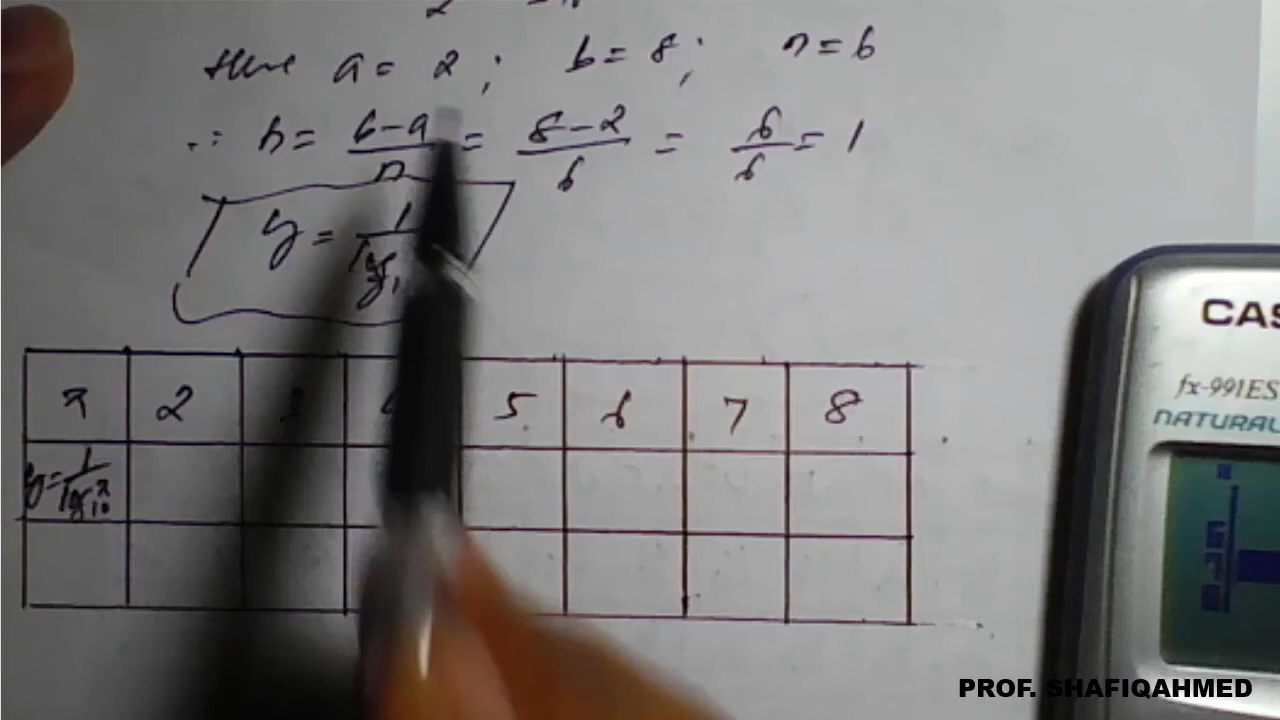 Here a = 2 ; b = 8 ; n = 6
∴ h = b-a/n = 8-2/6 = 6/6 = 1
y = 1/log
x 2 5 6 7 8
y = 1/log₁₀x
CAS
fx-991ES
NATURAL
PROF. SHAFIQAHMED